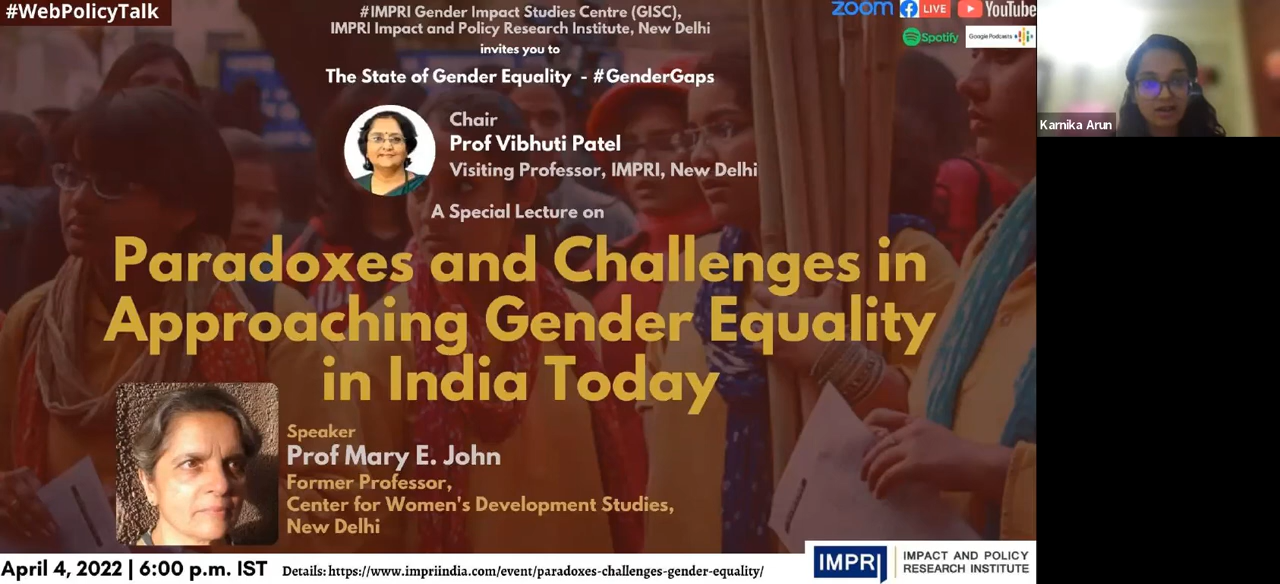 #WebPolicyTalk
#IMPRI Gender Impact Studies Centre (GISC),
IMPRI Impact and Policy Research Institute, New Delhi
invites you to
The State of Gender Equality - #GenderGaps
zoom LIVE YouTube
Spotify Google Podcasts
Karnika Arun
Chair
Prof Vibhuti Patel
Visiting Professor, IMPRI, New Delhi
A Special Lecture on
Paradoxes and Challenges in
Approaching Gender Equality
in India Today
Speaker
Prof Mary E. John
Former Professor,
Center for Women's Development Studies,
New Delhi
April 4, 2022 | 6:00 p.m. IST Details: https://www.impriindia.com/event/paradoxes-challenges-gender-equality/
IMPRI IMPACT AND POLICY
RESEARCH INSTITUTE